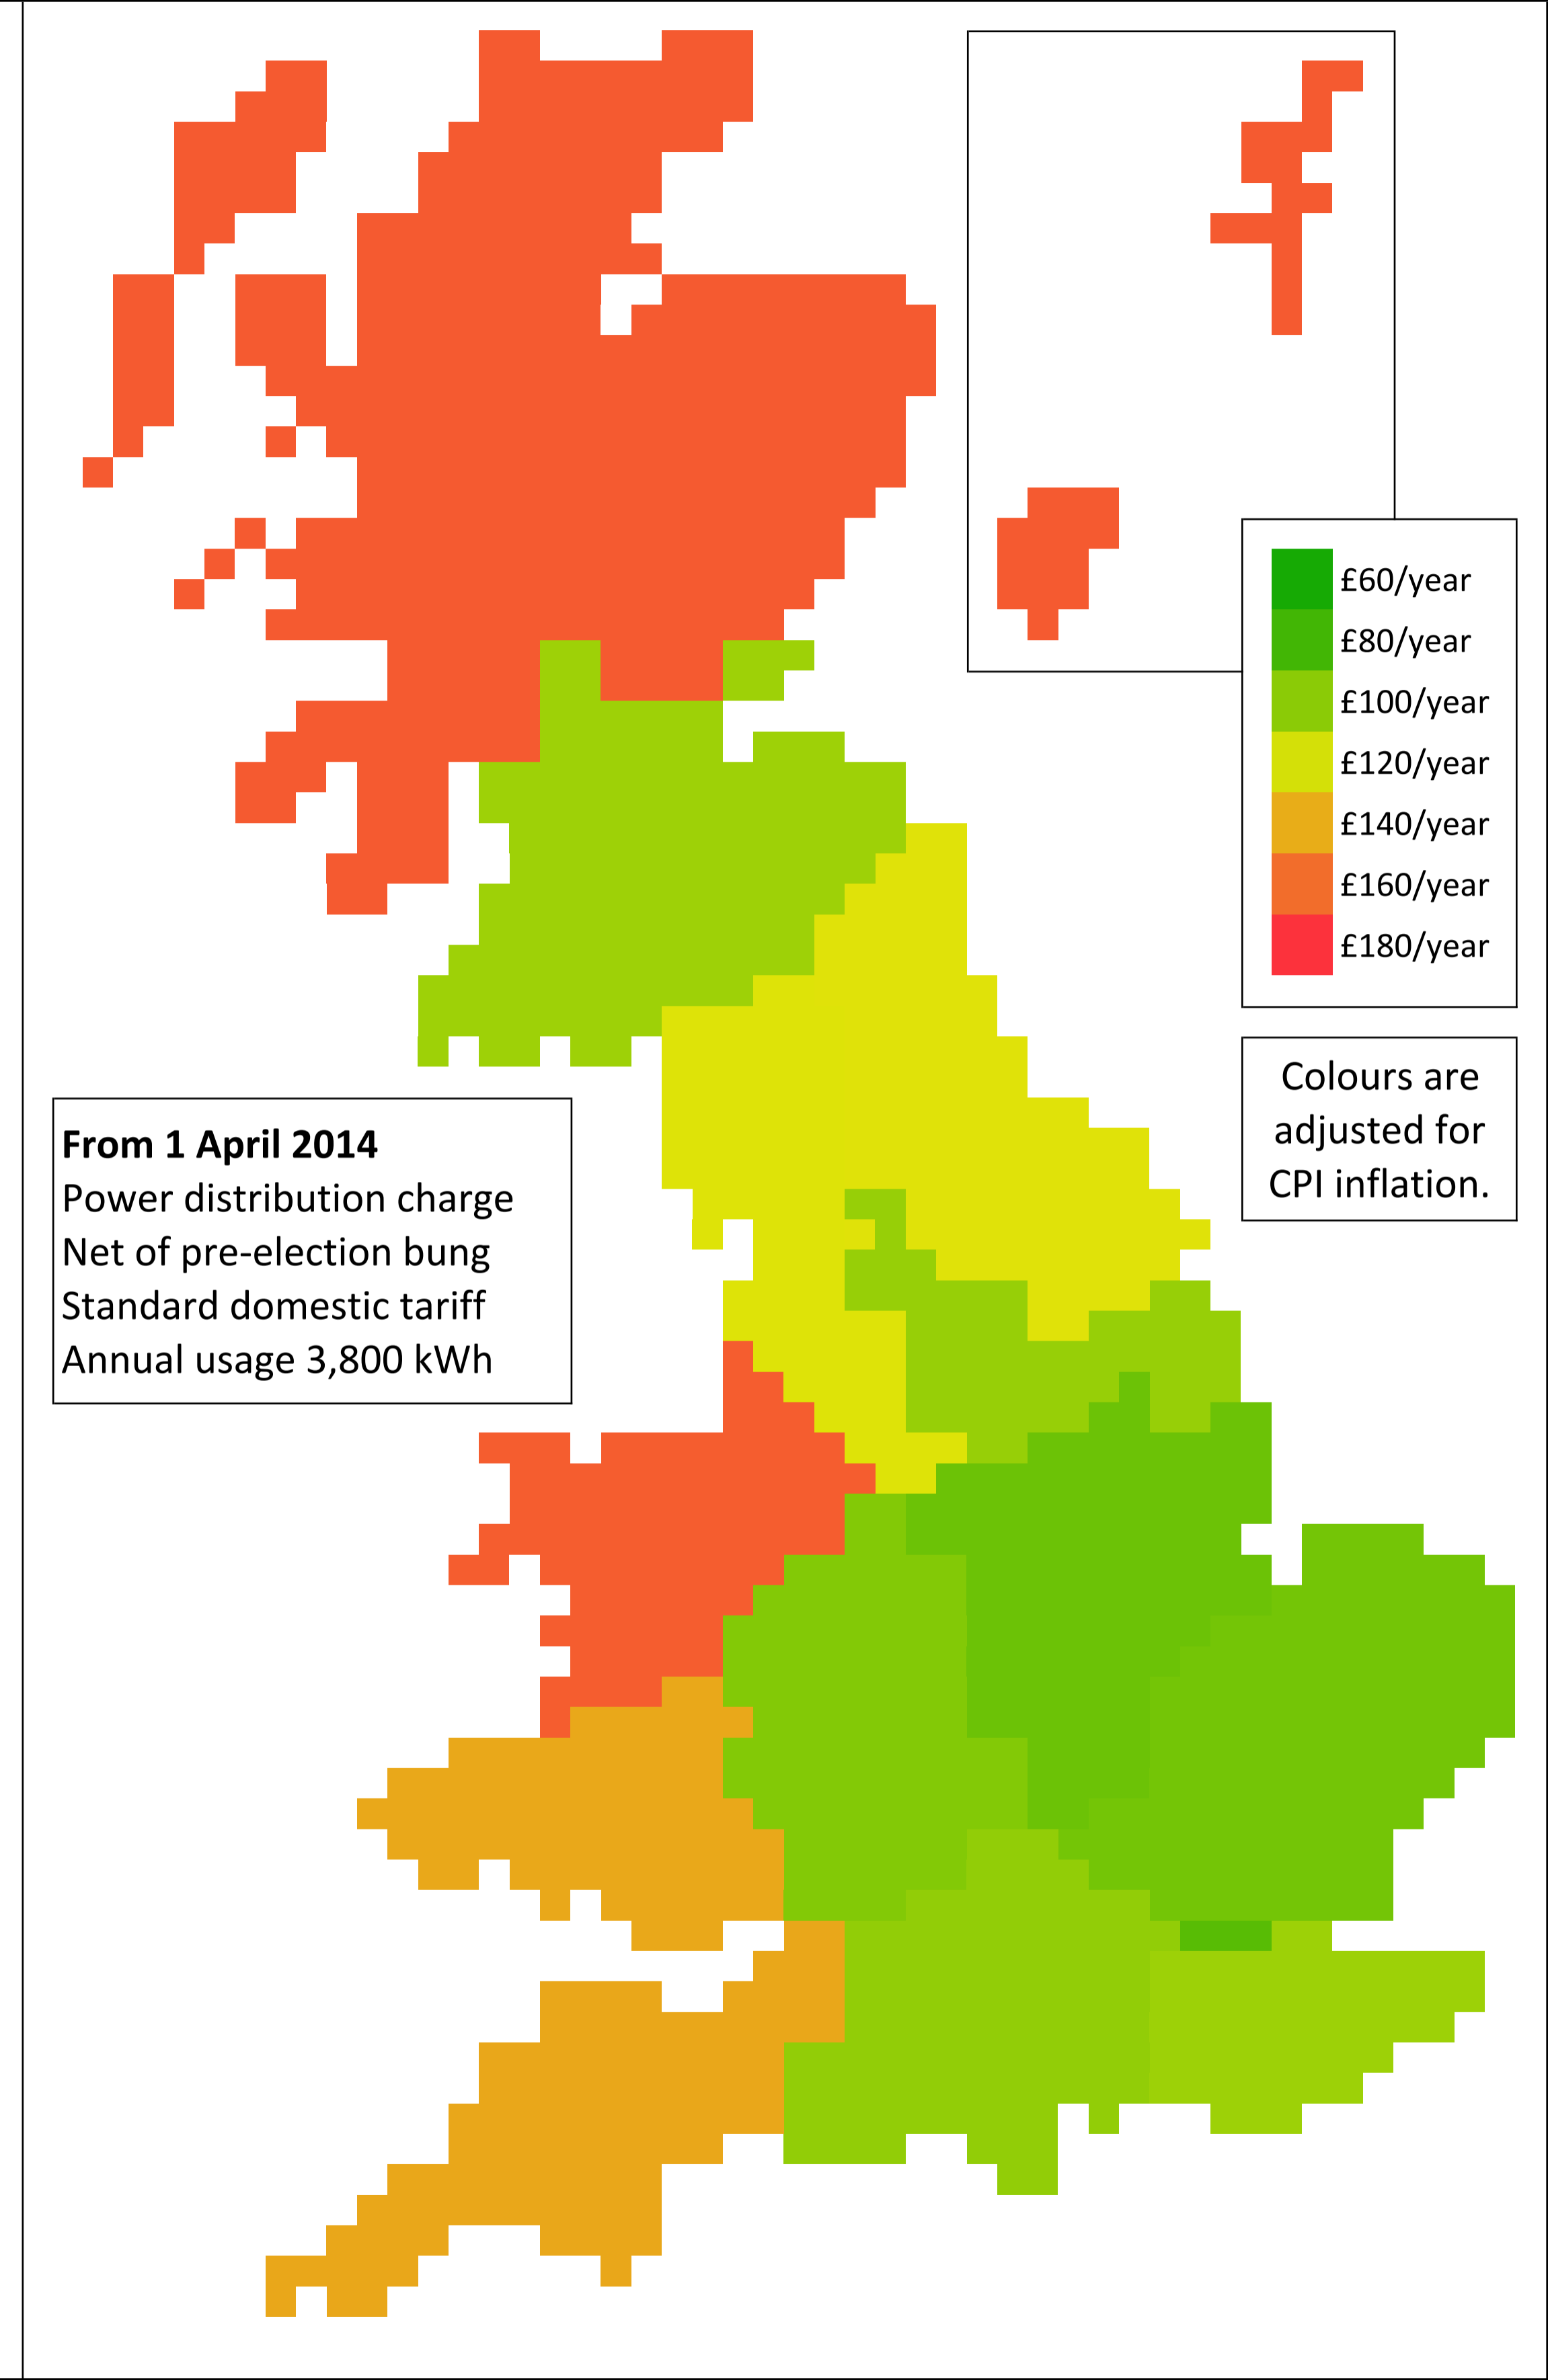 £60/year
£80/year
£100/year
£120/year
£140/year
£160/year
£180/year
Colours are
adjusted for
CPI inflation.
From 1 April 2014
Power distribution charge
Net of pre-election bung
Standard domestic tariff
Annual usage 3,800 kWh